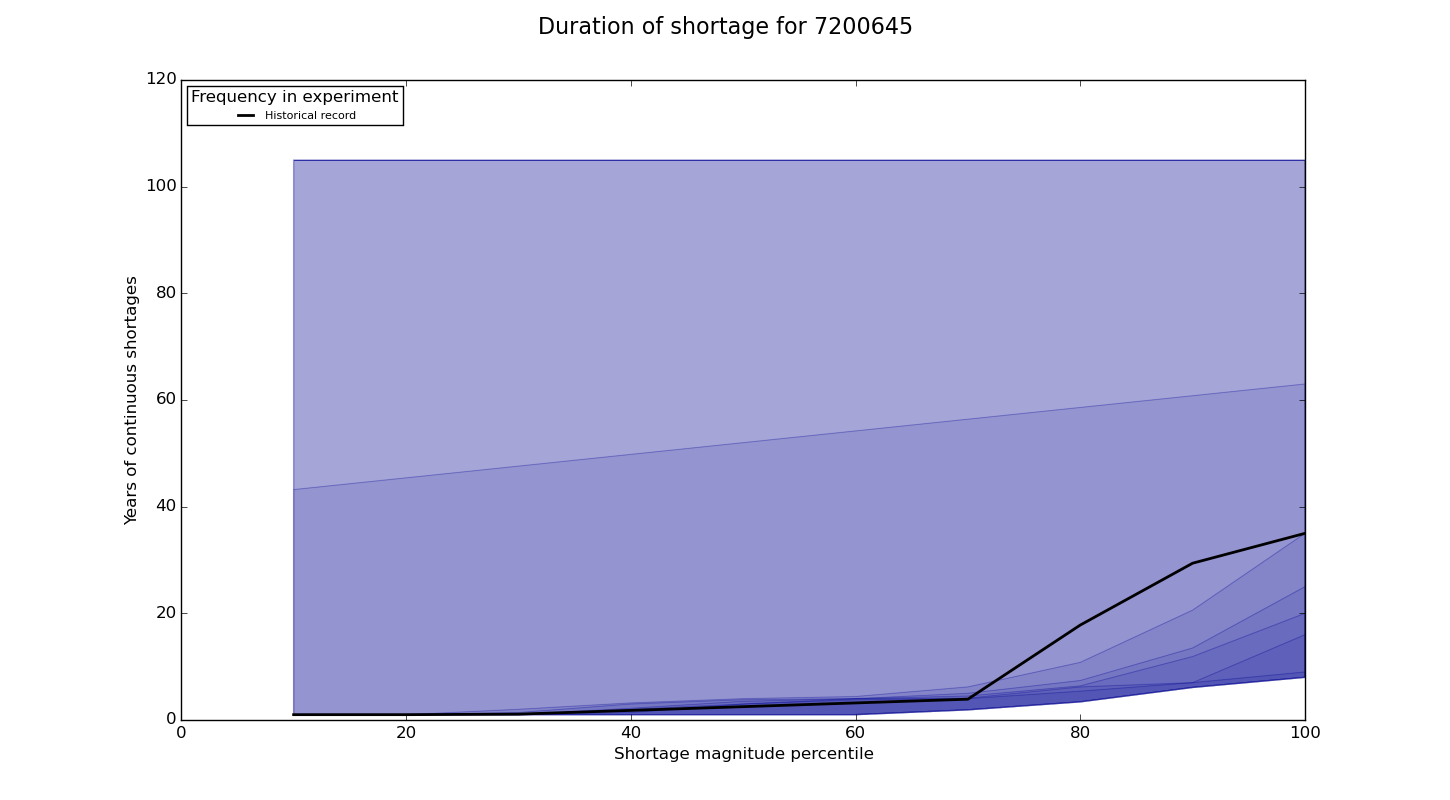 Duration of shortage for 7200645
Frequency in experiment
Historical record
120
100
80
60
40
20
0
Years of continuous shortages
0 20 40 60 80 100
Shortage magnitude percentile